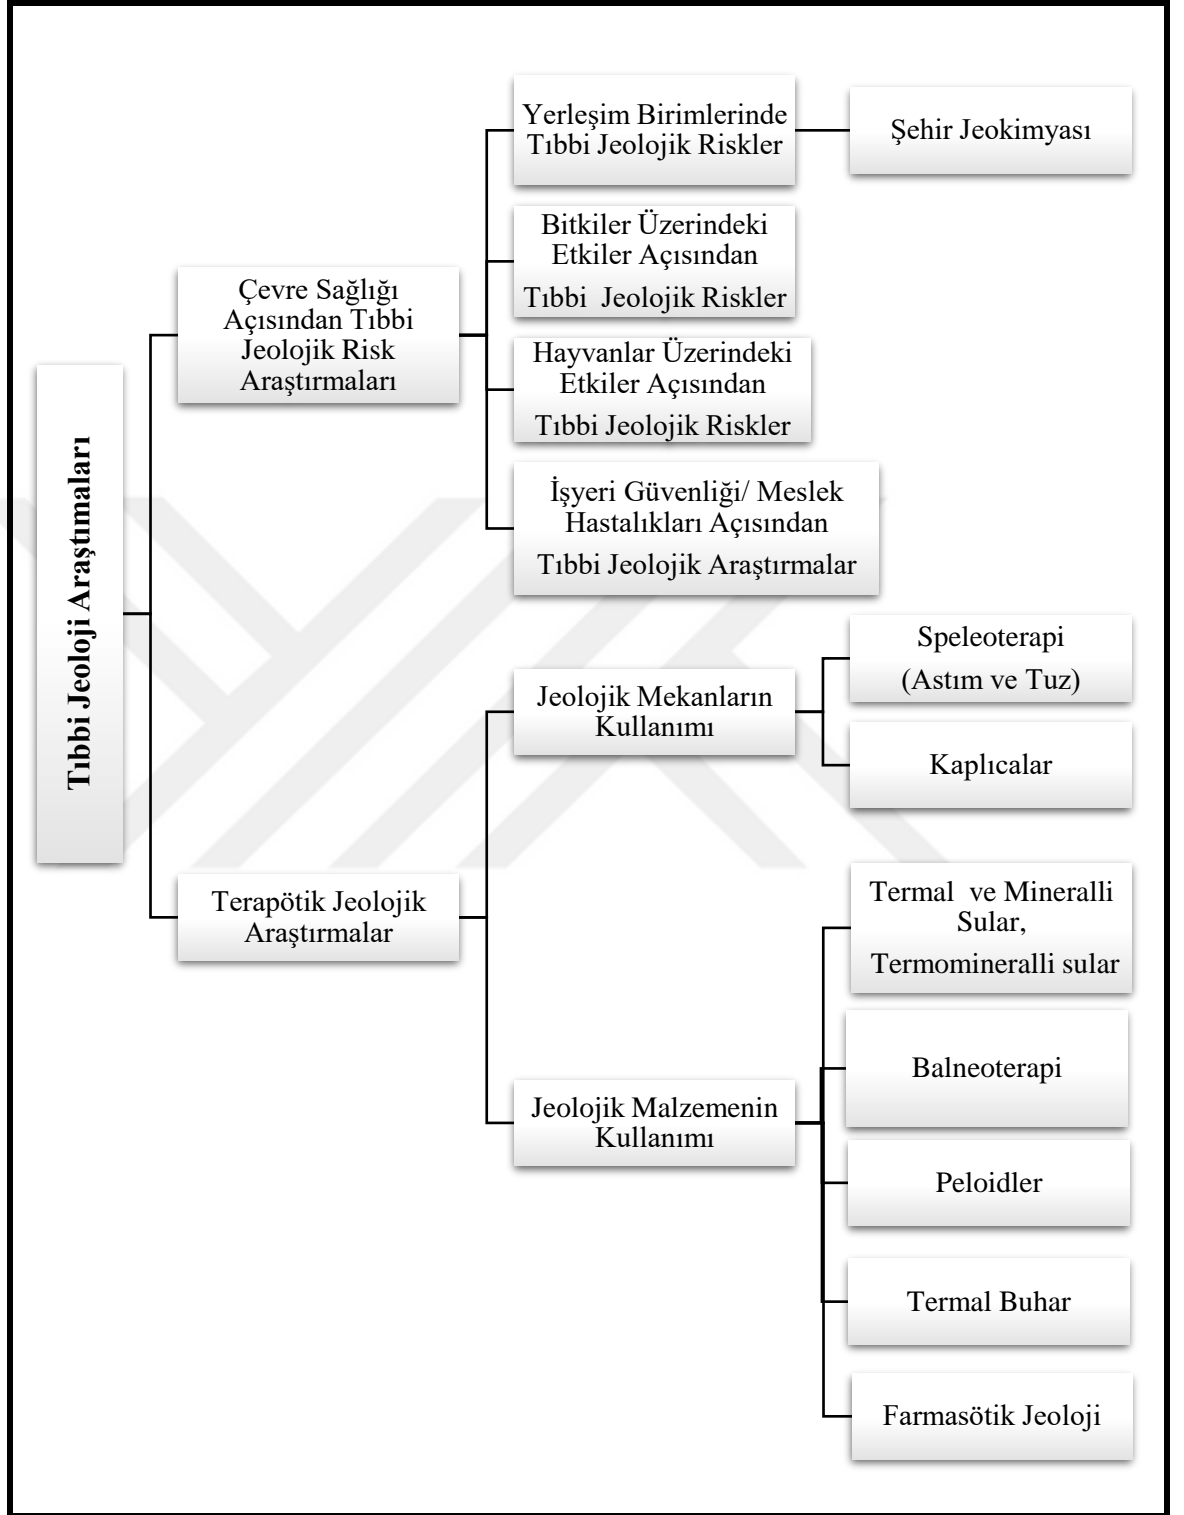 Tıbbi Jeoloji Araştımaları
Çevre Sağlığı
Açısından Tıbbi
Jeolojik Risk
Araştırmaları
Yerleşim Birimlerinde
Tıbbi Jeolojik Riskler
Şehir Jeokimyası
Bitkiler Üzerindeki
Etkiler Açısından
Tıbbi Jeolojik Riskler
Hayvanlar Üzerindeki
Etkiler Açısından
Tıbbi Jeolojik Riskler
İşyeri Güvenliği/ Meslek
Hastalıkları Açısından
Tıbbi Jeolojik Araştırmalar
Terapötik Jeolojik
Araştırmalar
Jeolojik Mekanların
Kullanımı
Speleoterapi
(Astım ve Tuz)
Kaplıcalar
Jeolojik Malzemenin
Kullanımı
Termal ve Mineralli
Sular,
Termomineralli sular
Balneoterapi
Peloidler
Termal Buhar
Farmasötik Jeoloji